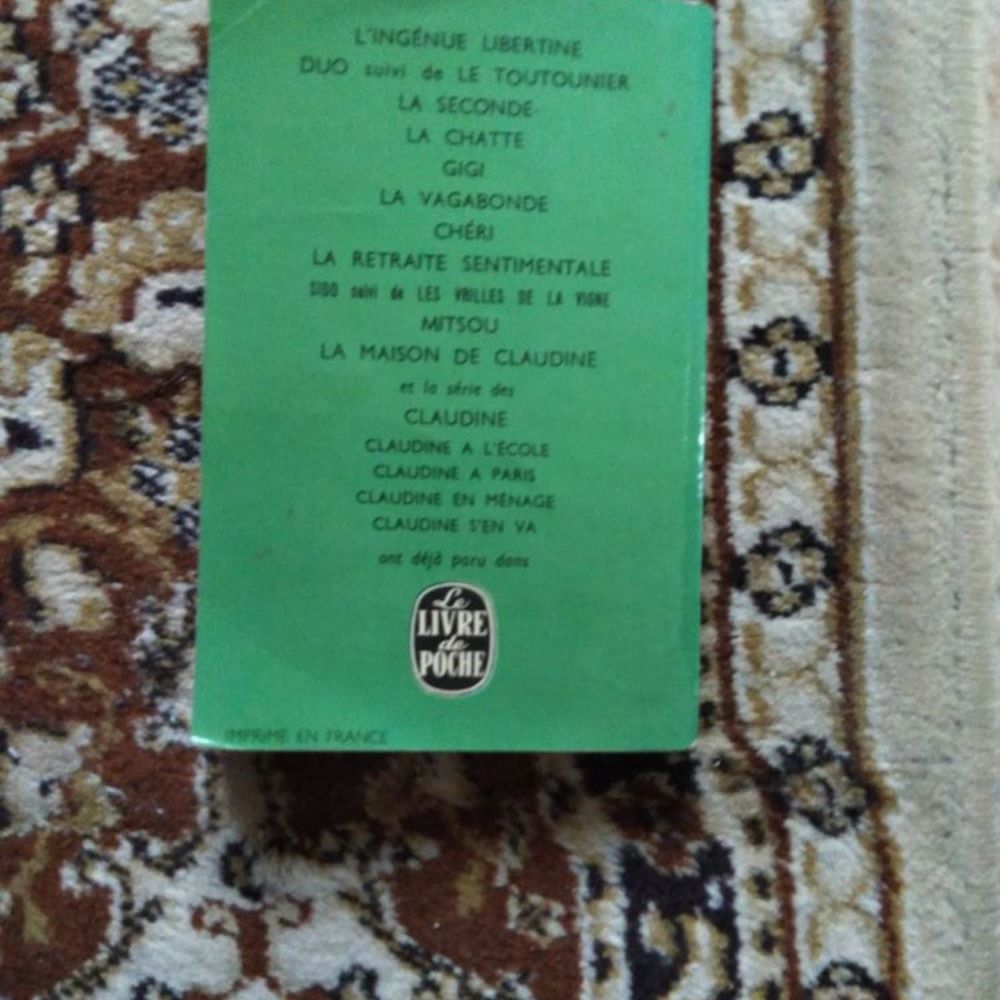 L'INGÉNUE LIBERTINE
DUO suivi de LE TOUTOUNIER
LA SECONDE
LA CHATTE
GIGI
LA VAGABONDE
CHÉRI
LA RETRAITE SENTIMENTALE
SIDO suivi de LES VRILLES DE LA VIGNE
MITSOU
LA MAISON DE CLAUDINE
et la série des
CLAUDINE
CLAUDINE A L'ÉCOLE
CLAUDINE A PARIS
CLAUDINE EN MÉNAGE
CLAUDINE S'EN VA
ont déjà paru dans
Le
LIVRE
de
POCHE
IMPRIMÉ EN FRANCE